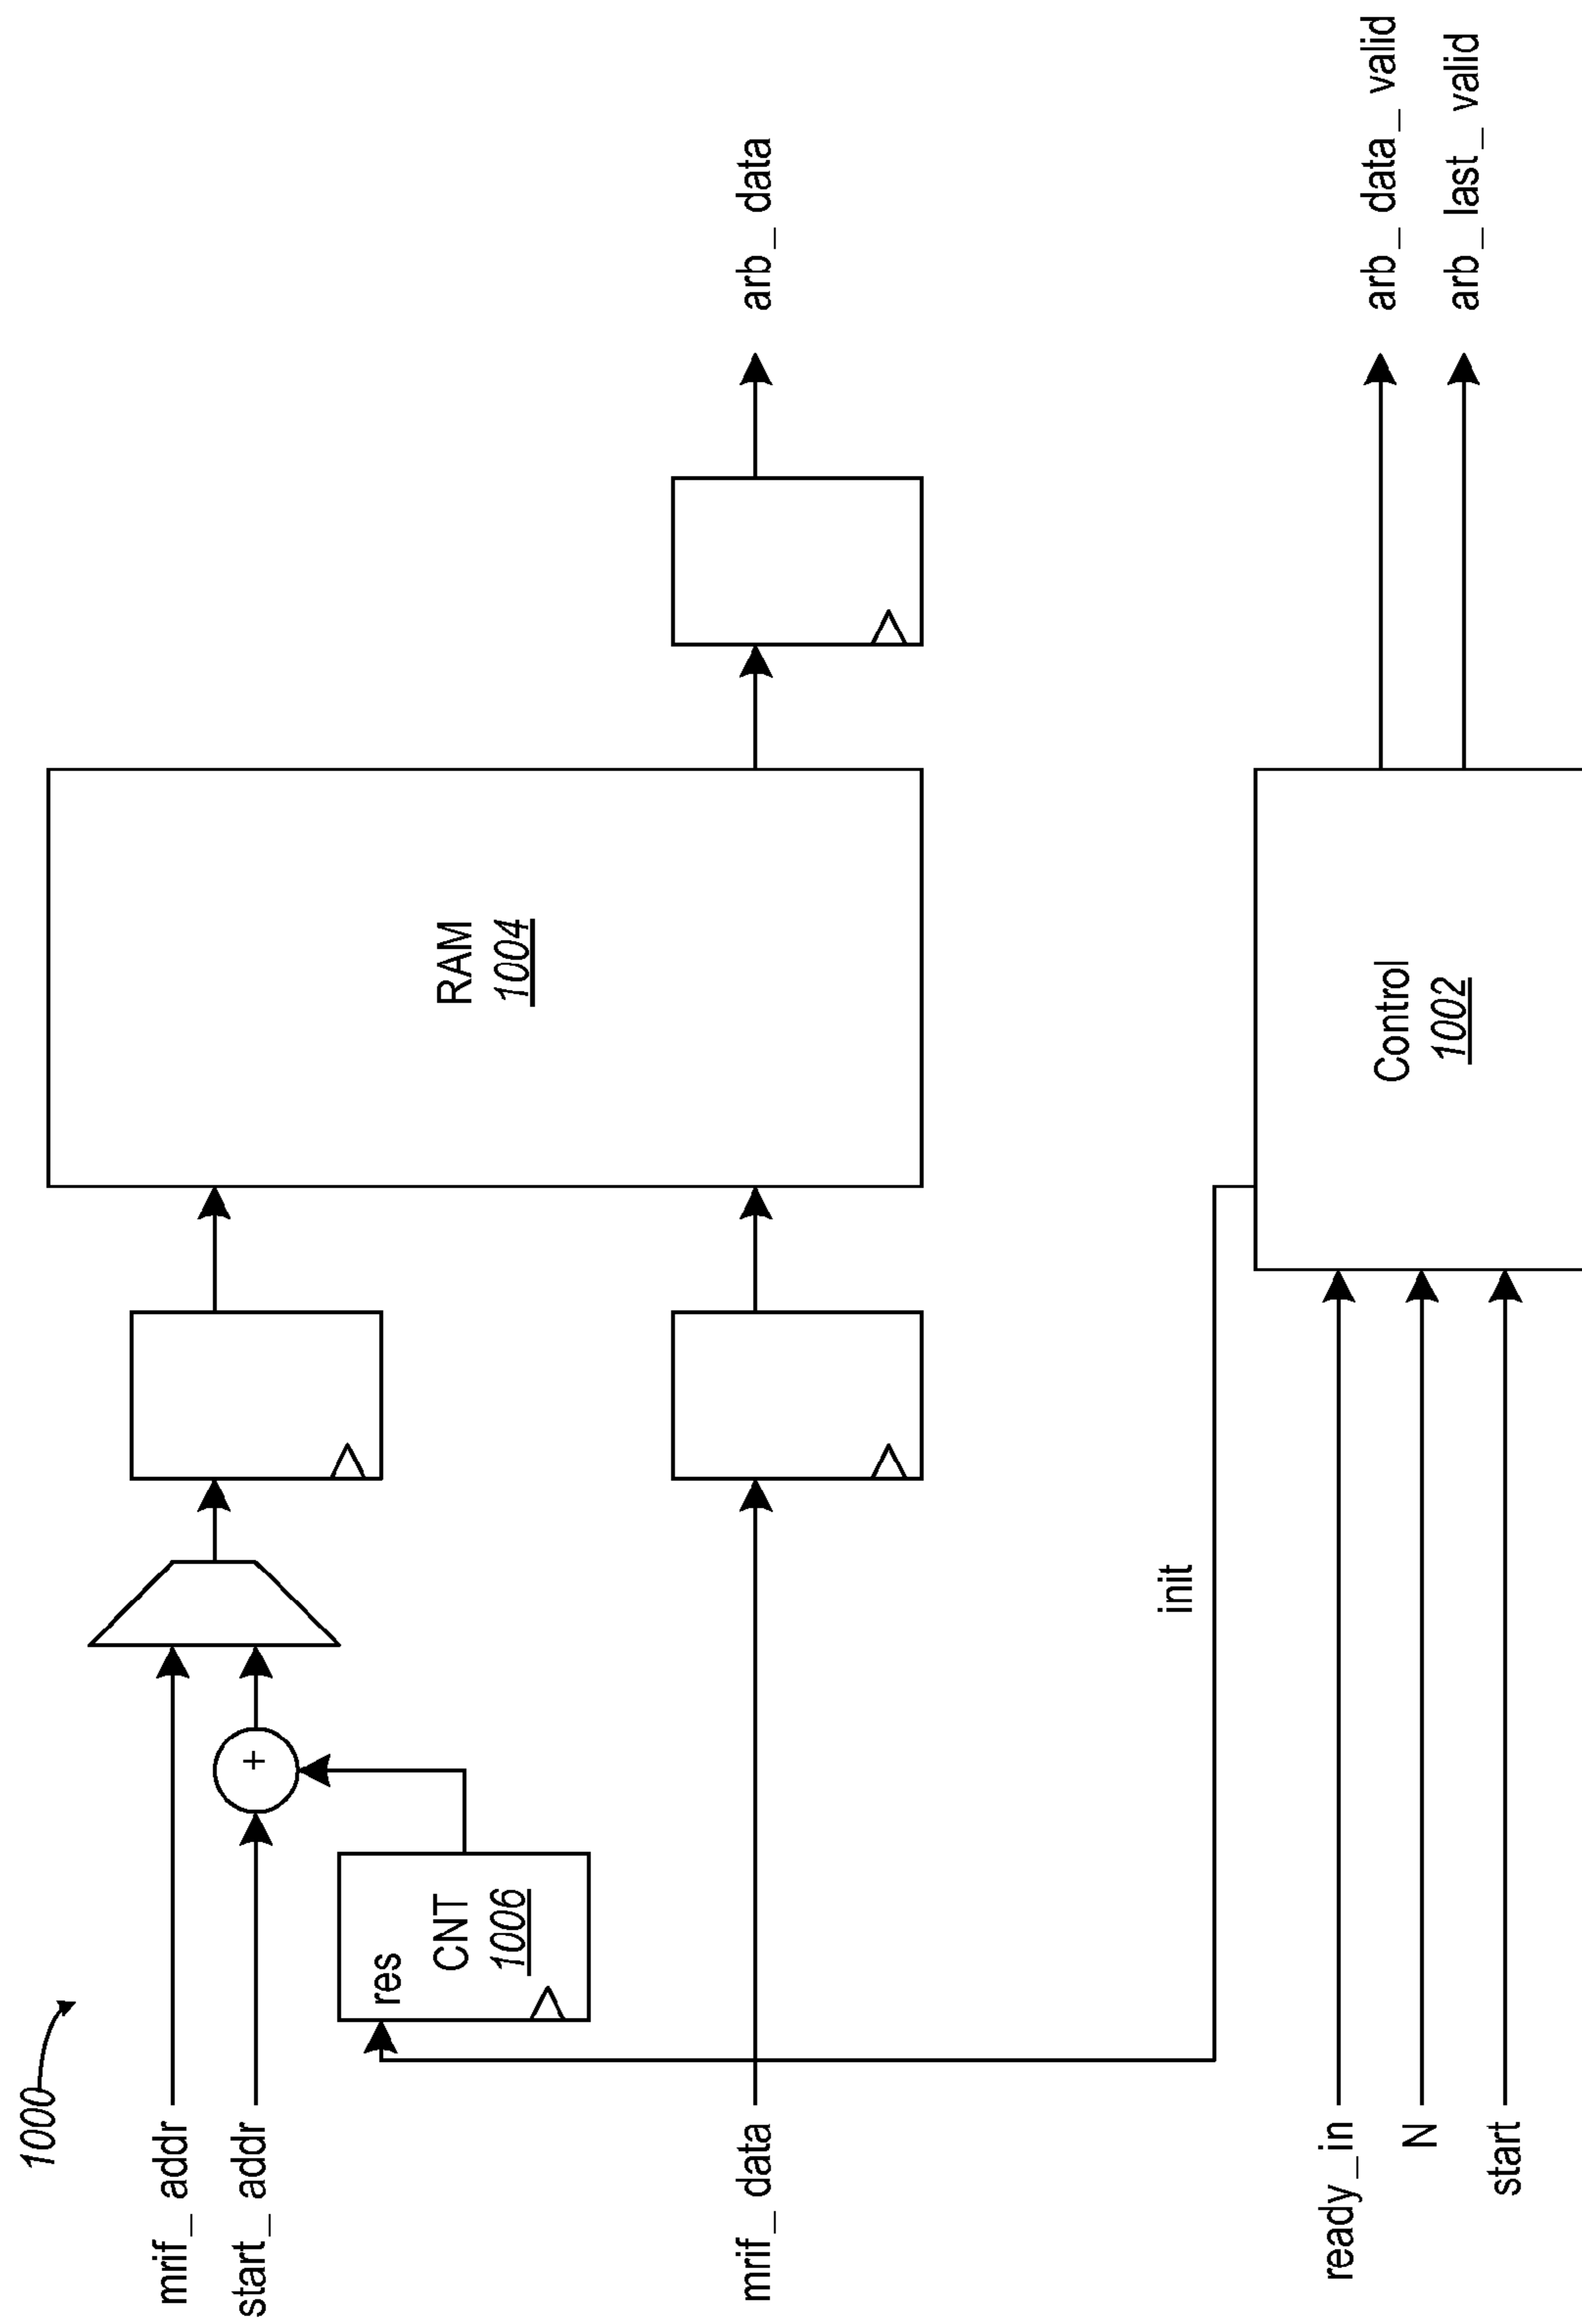 1000
mrif_ addr
start_ addr
+
res
CNT
1006
RAM
1004
mrif_ data
arb_ data
init
ready_in
N
start
Control
1002
arb_ data_ valid
arb_ last_ valid